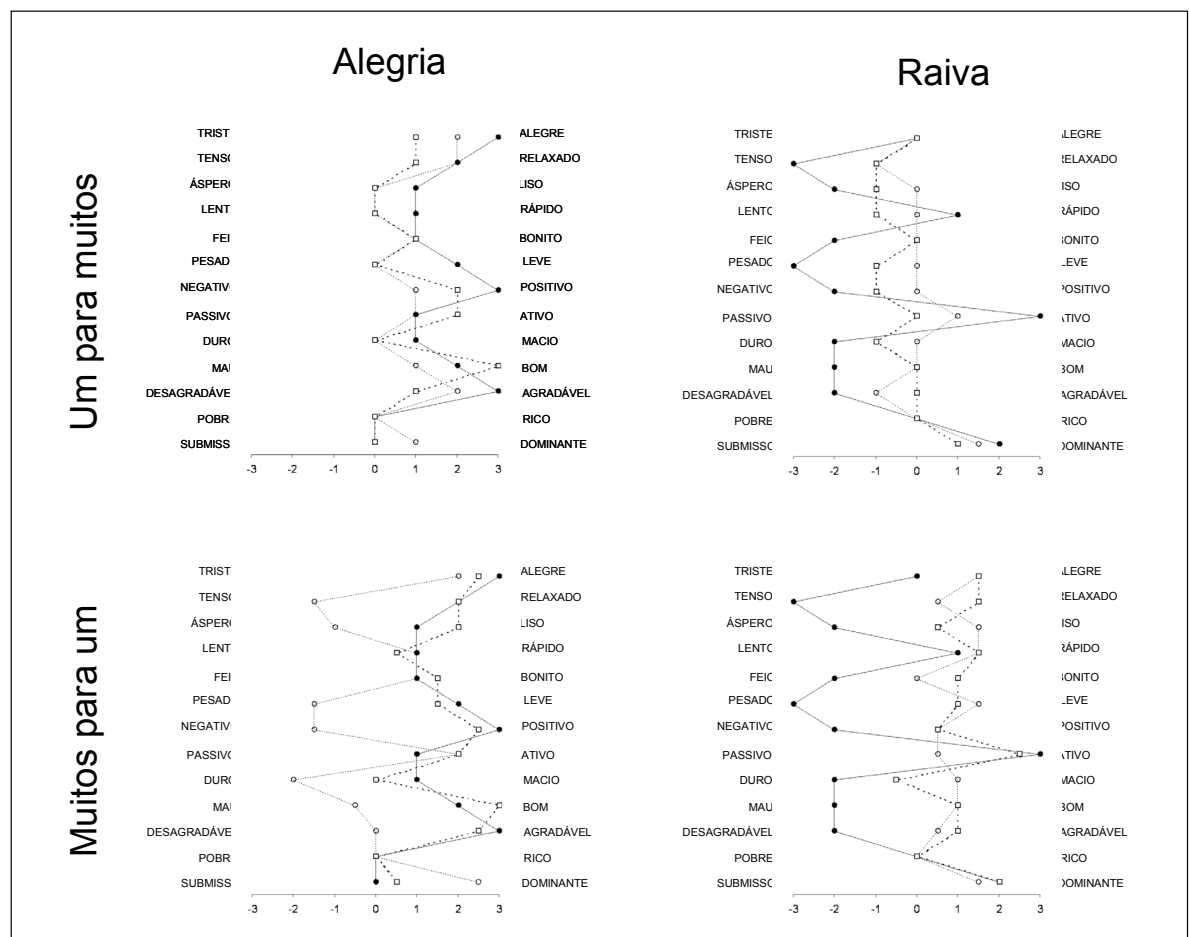 Alegria
Raiva
Um para muitos
TRIST ALEGRE
TENSO RELAXADO
ÁSPERO LISO
LENT RÁPIDO
FEI BONITO
PESAD LEVE
NEGATIVO POSITIVO
PASSIVO ATIVO
DURO MACIO
MAU BOM
DESAGRADÁVE AGRADÁVEL
POBR RICO
SUBMISS DOMINANTE
-3 -2 -1 0 1 2 3
TRISTE ALEGRE
TENSO RELAXADO
ÁSPERO LISO
LENTO RÁPIDO
FEIO BONITO
PESADO LEVE
NEGATIVO POSITIVO
PASSIVO ATIVO
DURO MACIO
MAU BOM
DESAGRADÁVEL AGRADÁVEL
POBRE RICO
SUBMISSO DOMINANTE
-3 -2 -1 0 1 2 3
Muitos para um
TRIST ALEGRE
TENSO RELAXADO
ÁSPERO LISO
LENT RÁPIDO
FEI BONITO
PESAD LEVE
NEGATIVO POSITIVO
PASSIVO ATIVO
DURO MACIO
MAU BOM
DESAGRADÁVE AGRADÁVEL
POBR RICO
SUBMISS DOMINANTE
-3 -2 -1 0 1 2 3
TRISTE ALEGRE
TENSO RELAXADO
ÁSPERO LISO
LENTO RÁPIDO
FEIO BONITO
PESADO LEVE
NEGATIVO POSITIVO
PASSIVO ATIVO
DURO MACIO
MAU BOM
DESAGRADÁVEL AGRADÁVEL
POBRE RICO
SUBMISSO DOMINANTE
-3 -2 -1 0 1 2 3